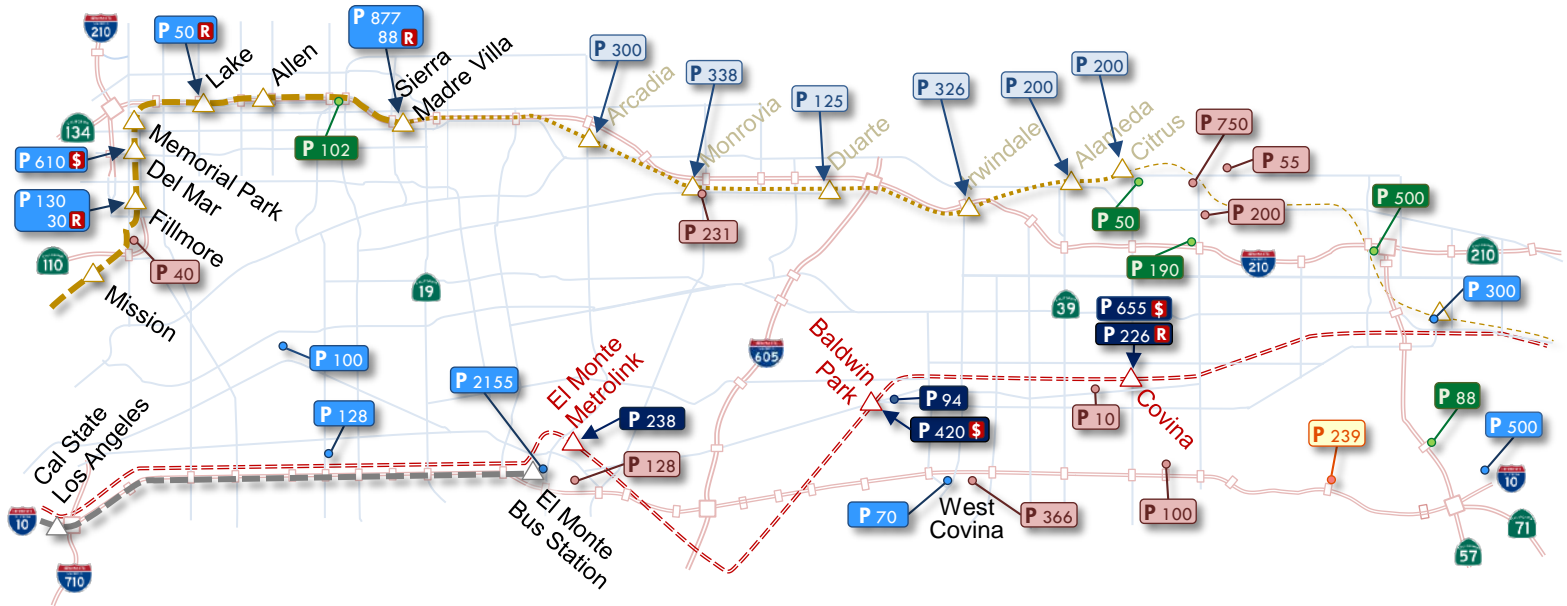 210
P 50 R
P 877
88 R
Lake
Allen
Sierra
Madre Villa
P 300
Arcadia
P 338
Monrovia
P 125
Duarte
P 326
Irwindale
P 200
Alameda
P 200
Citrus
P 750
P 55
134
P 102
P 610 $
Memorial Park
Del Mar
P 130
30 R
Fillmore
P 231
P 50
P 200
P 500
110
P 40
Mission
19
P 190
210
210
P 300
39
P 655 $
P 226 R
P 100
P 2155
El Monte
Metrolink
605
Baldwin
Park
P 94
P 420 $
P 10
Covina
P 88
P 128
P 238
Cal State
Los Angeles
P 128
P 239
P 500
10
10
El Monte
Bus Station
P 70
West
Covina
P 366
P 100
71
57
710